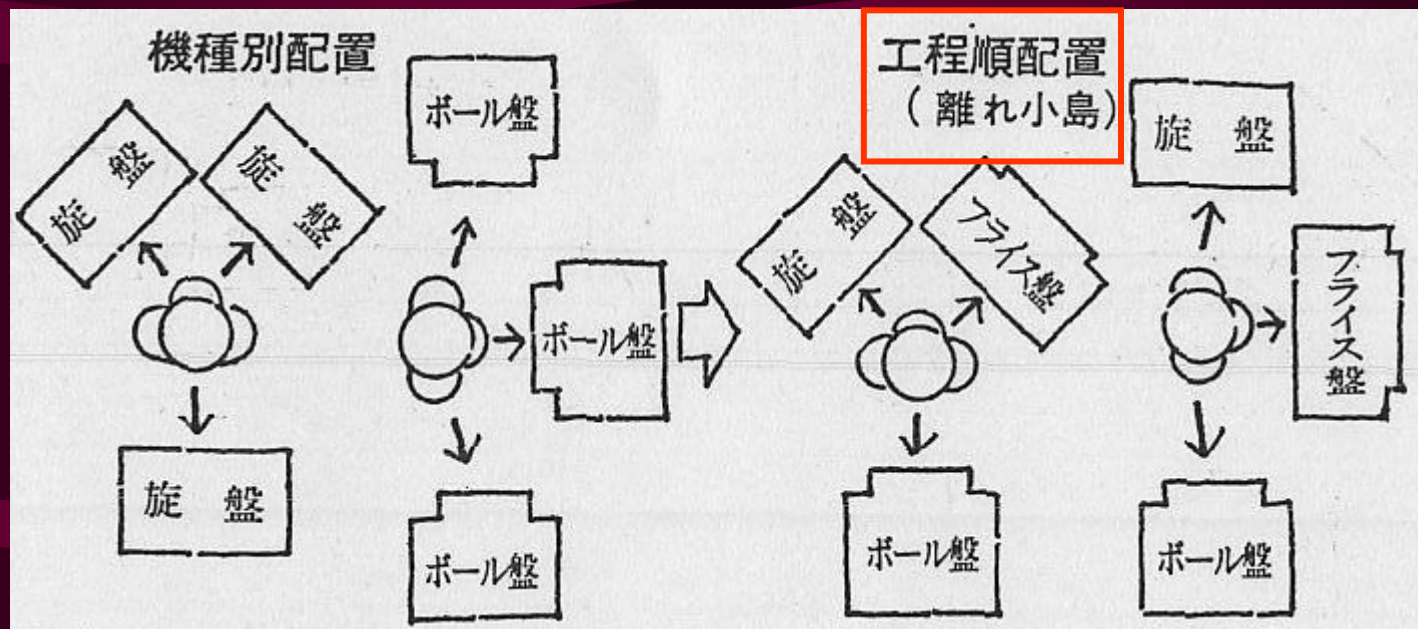 機種別配置
旋盤
旋盤
旋盤
ボール盤
ボール盤
ボール盤
工程順配置
(離れ小島)
旋盤
フライス盤
ボール盤
旋盤
フライス盤
ボール盤